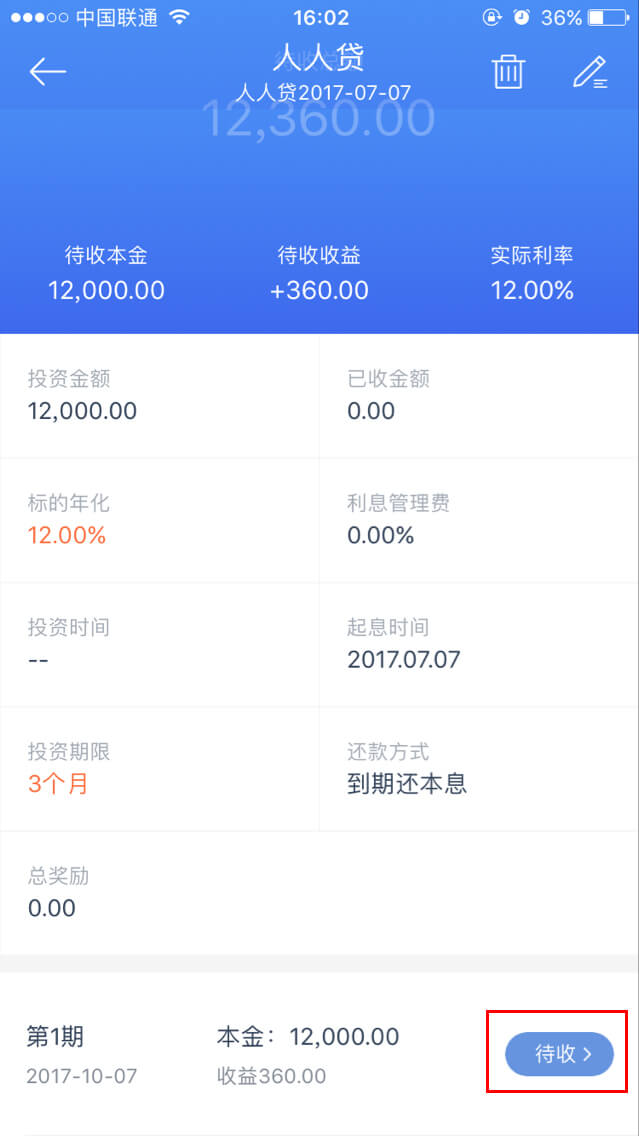 中国联通 16:02 36%
人人贷
人人贷2017-07-07
12,360.00
待收本金 待收收益 实际利率
12,000.00 +360.00 12.00%
投资金额 已收金额
12,000.00 0.00
标的年化 利息管理费
12.00% 0.00%
投资时间 起息时间
-- 2017.07.07
投资期限 还款方式
3个月 到期还本息
总奖励
0.00
第1期 本金：12,000.00 待收
2017-10-07 收益360.00